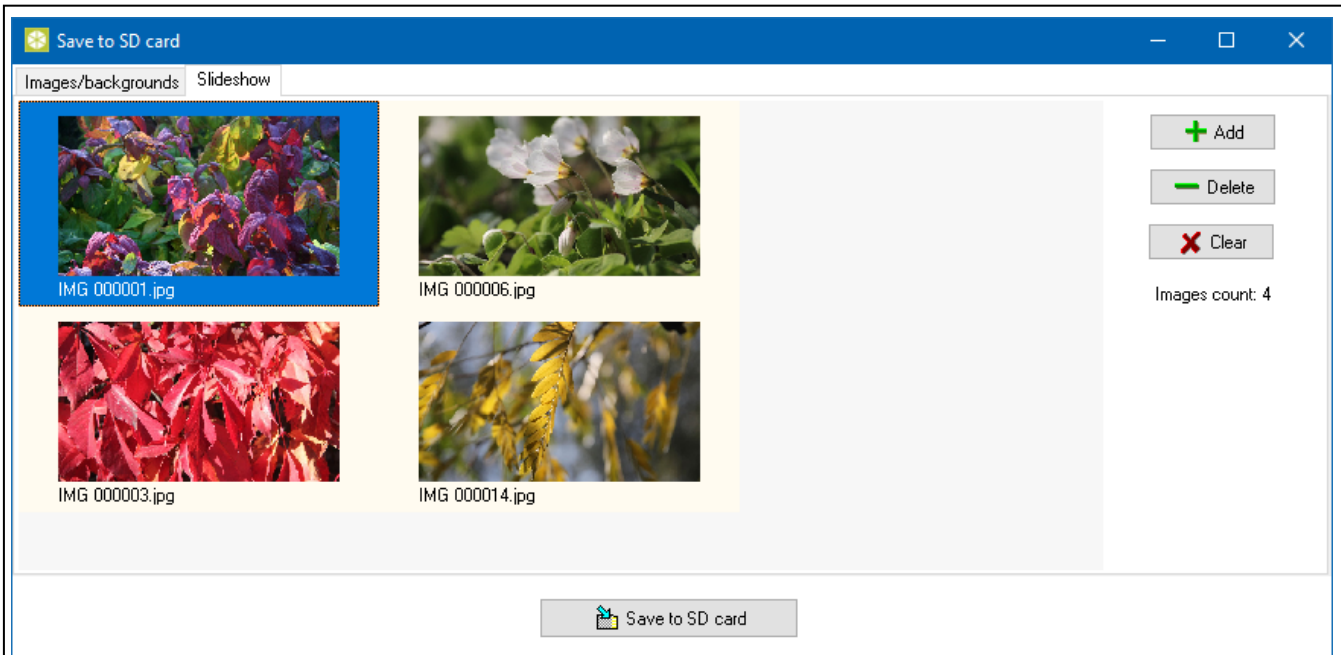 Save to SD card
Images/backgrounds
Slideshow
IMG 000001.jpg
IMG 000006.jpg
IMG 000003.jpg
IMG 000014.jpg
Add
Delete
Clear
Images count: 4
Save to SD card